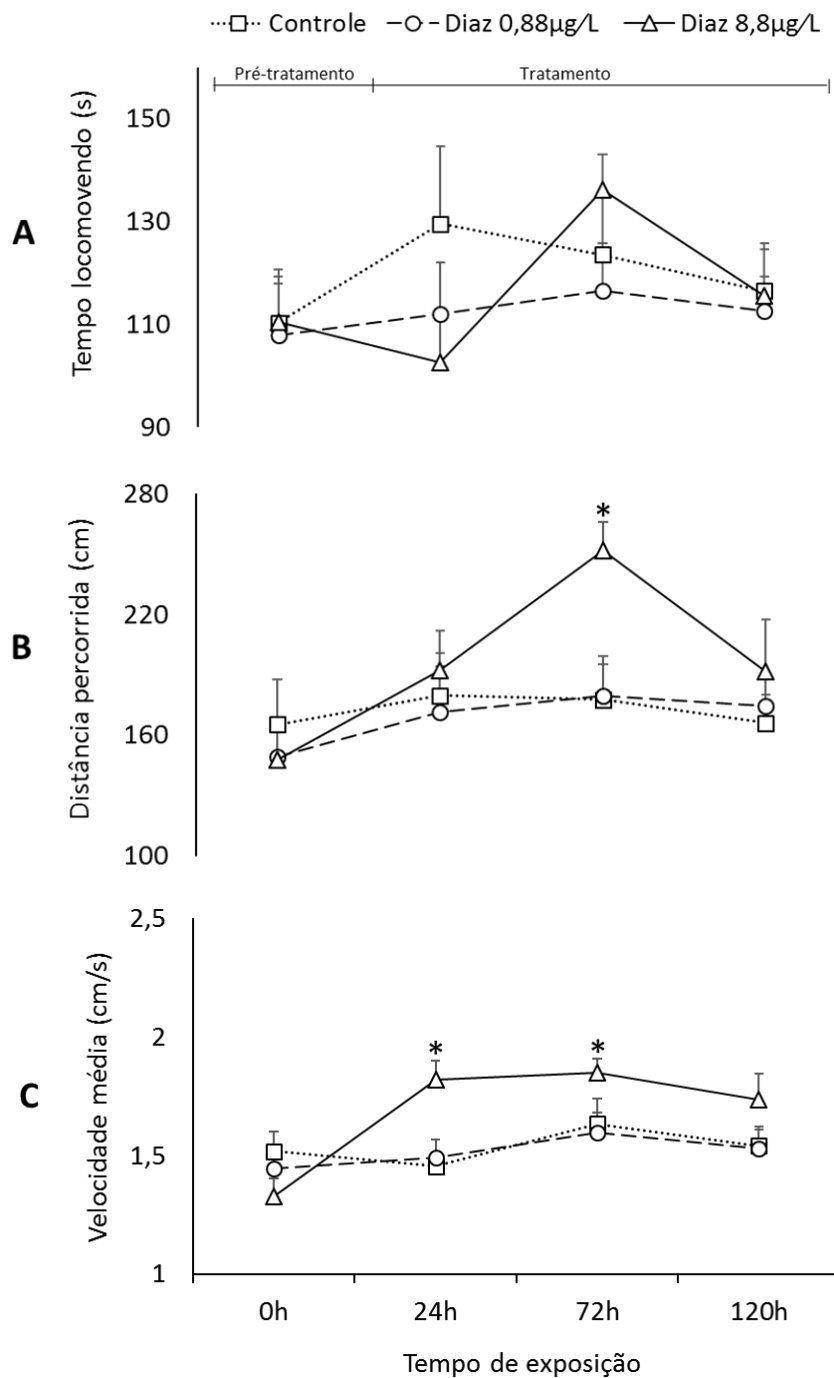 Controle Diaz 0,88µg/L Diaz 8,8µg/L
Pré-tratamento Tratamento
A
Tempo locomovendo (s)
150
130
110
90
B
Distância percorrida (cm)
280
220
160
100
*
C
Velocidade média (cm/s)
2,5
2
1,5
1
* *
0h 24h 72h 120h
Tempo de exposição